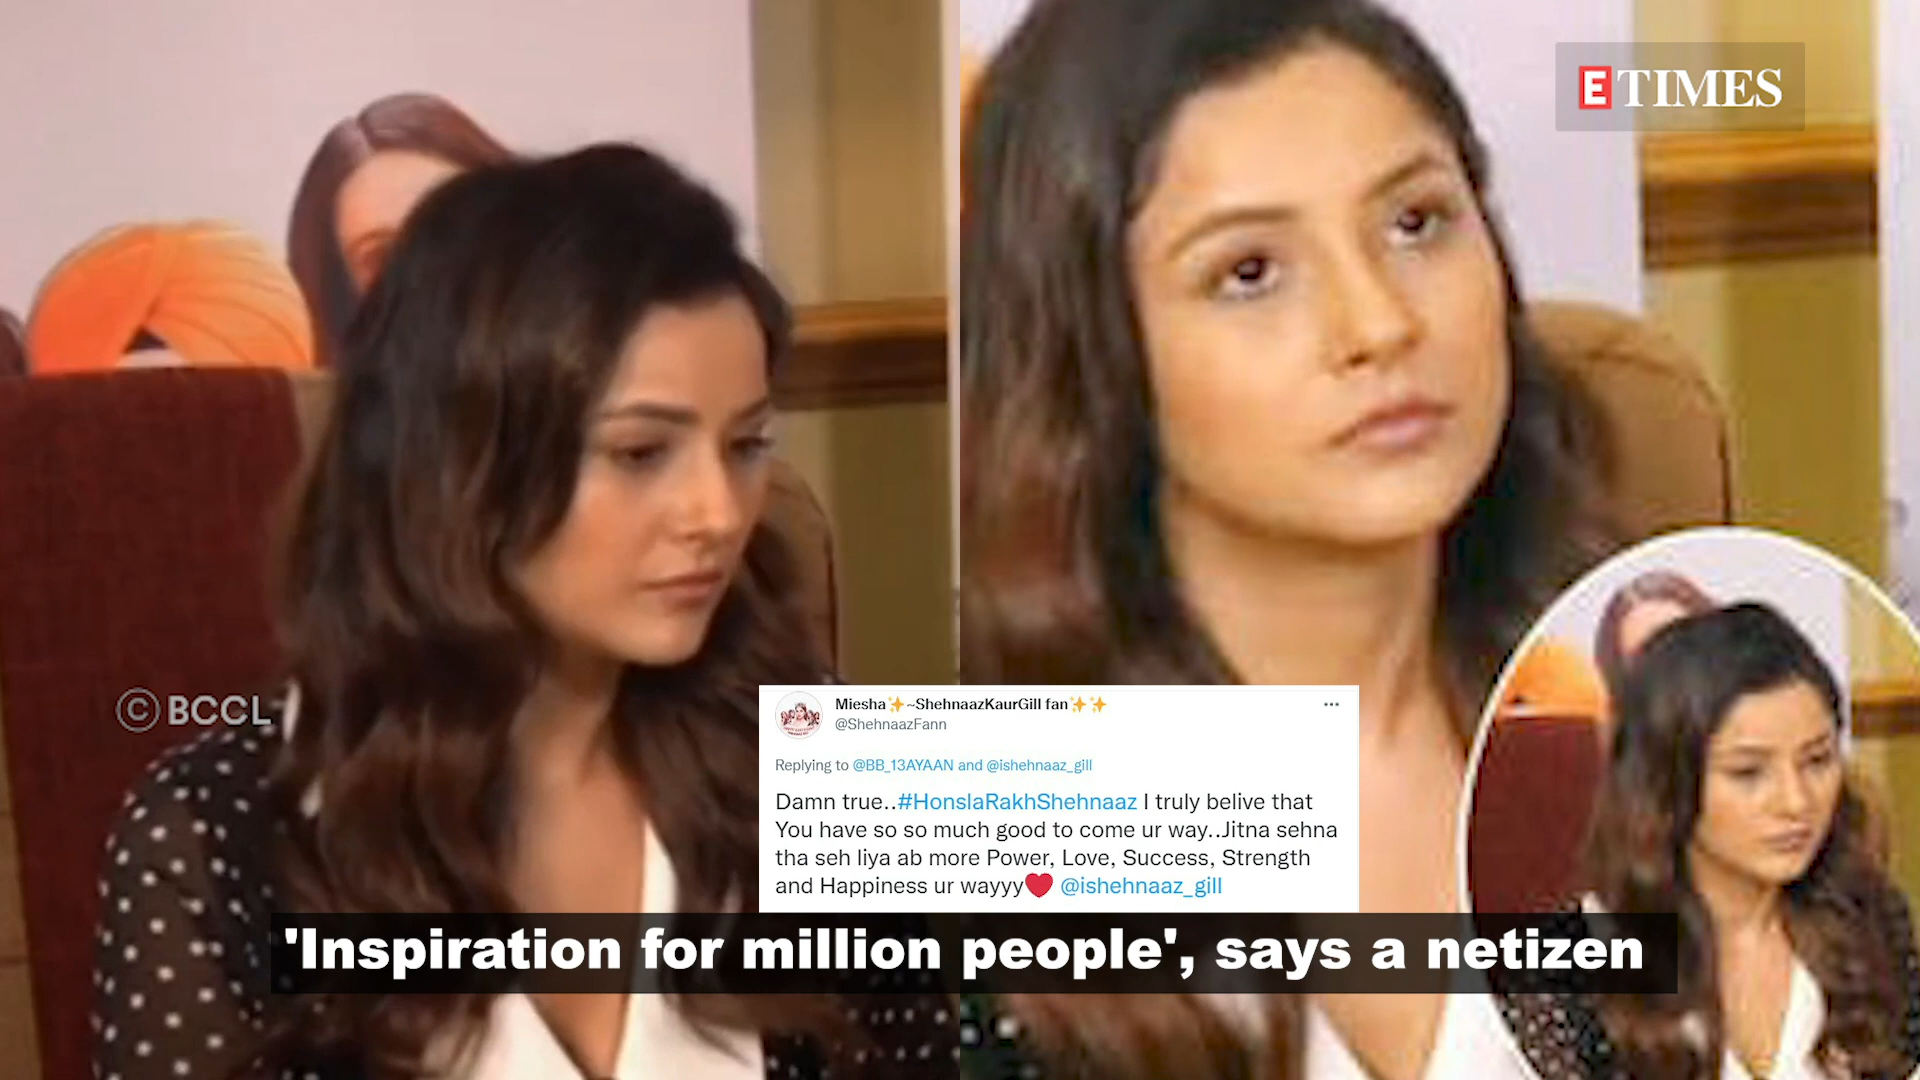 ETIMES
© BCCL
Miesha✨~ShehnaazKaurGill fan✨✨
@ShehnaazFann
Replying to @BB_13AYAAN and @ishehnaaz_gill
Damn true..#HonslaRakhShehnaaz I truly belive that
You have so so much good to come ur way..Jitna sehna
tha seh liya ab more Power, Love, Success, Strength
and Happiness ur wayyy❤️ @ishehnaaz_gill
'Inspiration for million people', says a netizen